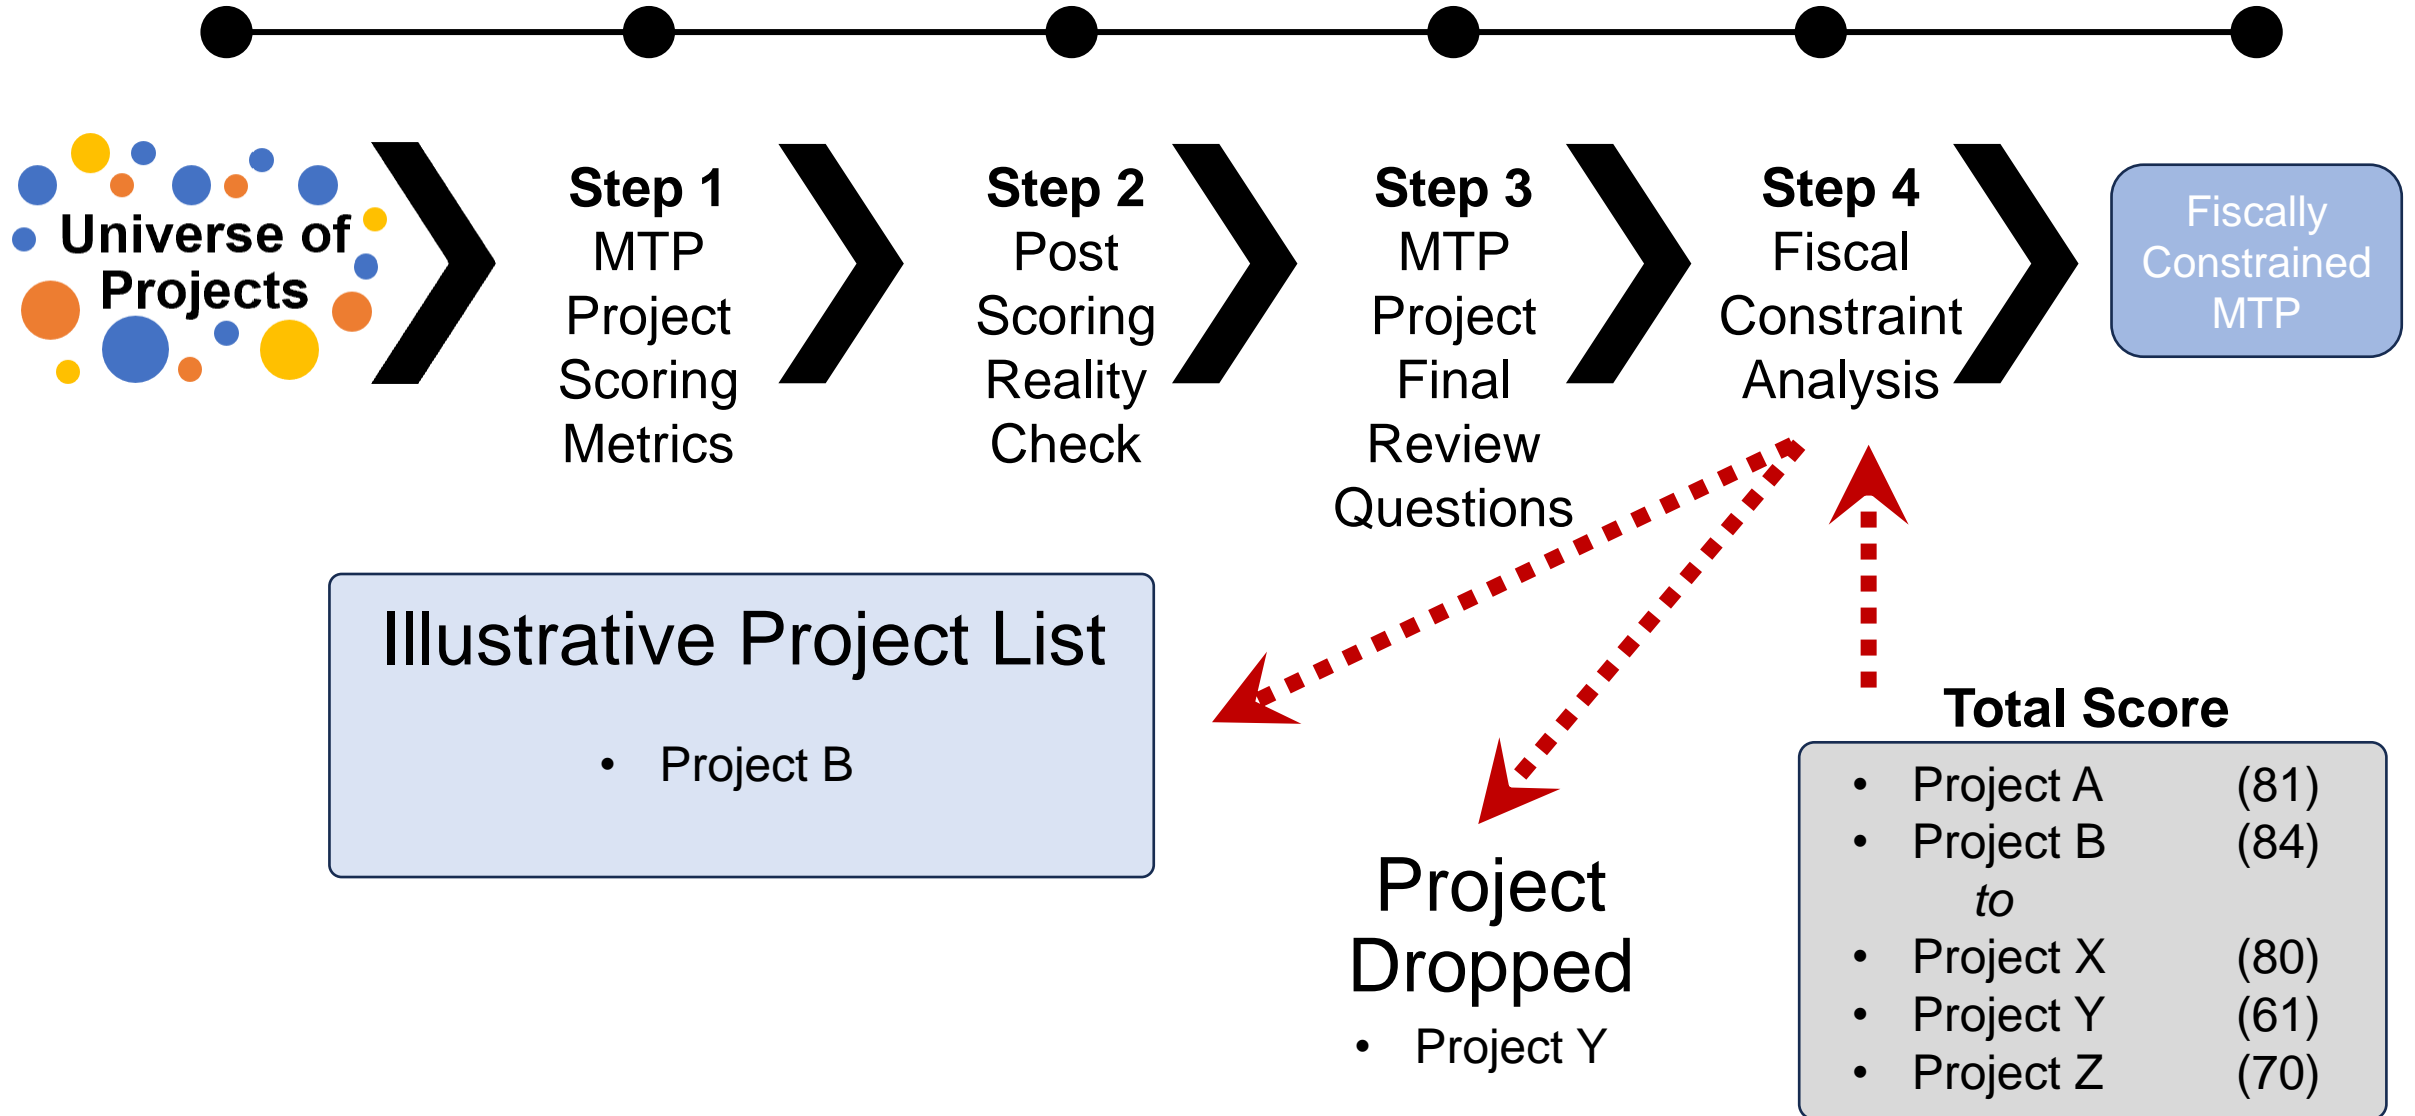 Universe of
Projects
Step 1
MTP
Project
Scoring
Metrics
Step 2
Post
Scoring
Reality
Check
Step 3
MTP
Project
Final
Review
Questions
Step 4
Fiscal
Constraint
Analysis
Fiscally
Constrained
MTP
Illustrative Project List
• Project B
Project
Dropped
• Project Y
Total Score
• Project A (81)
• Project B (84)
to
• Project X (80)
• Project Y (61)
• Project Z (70)